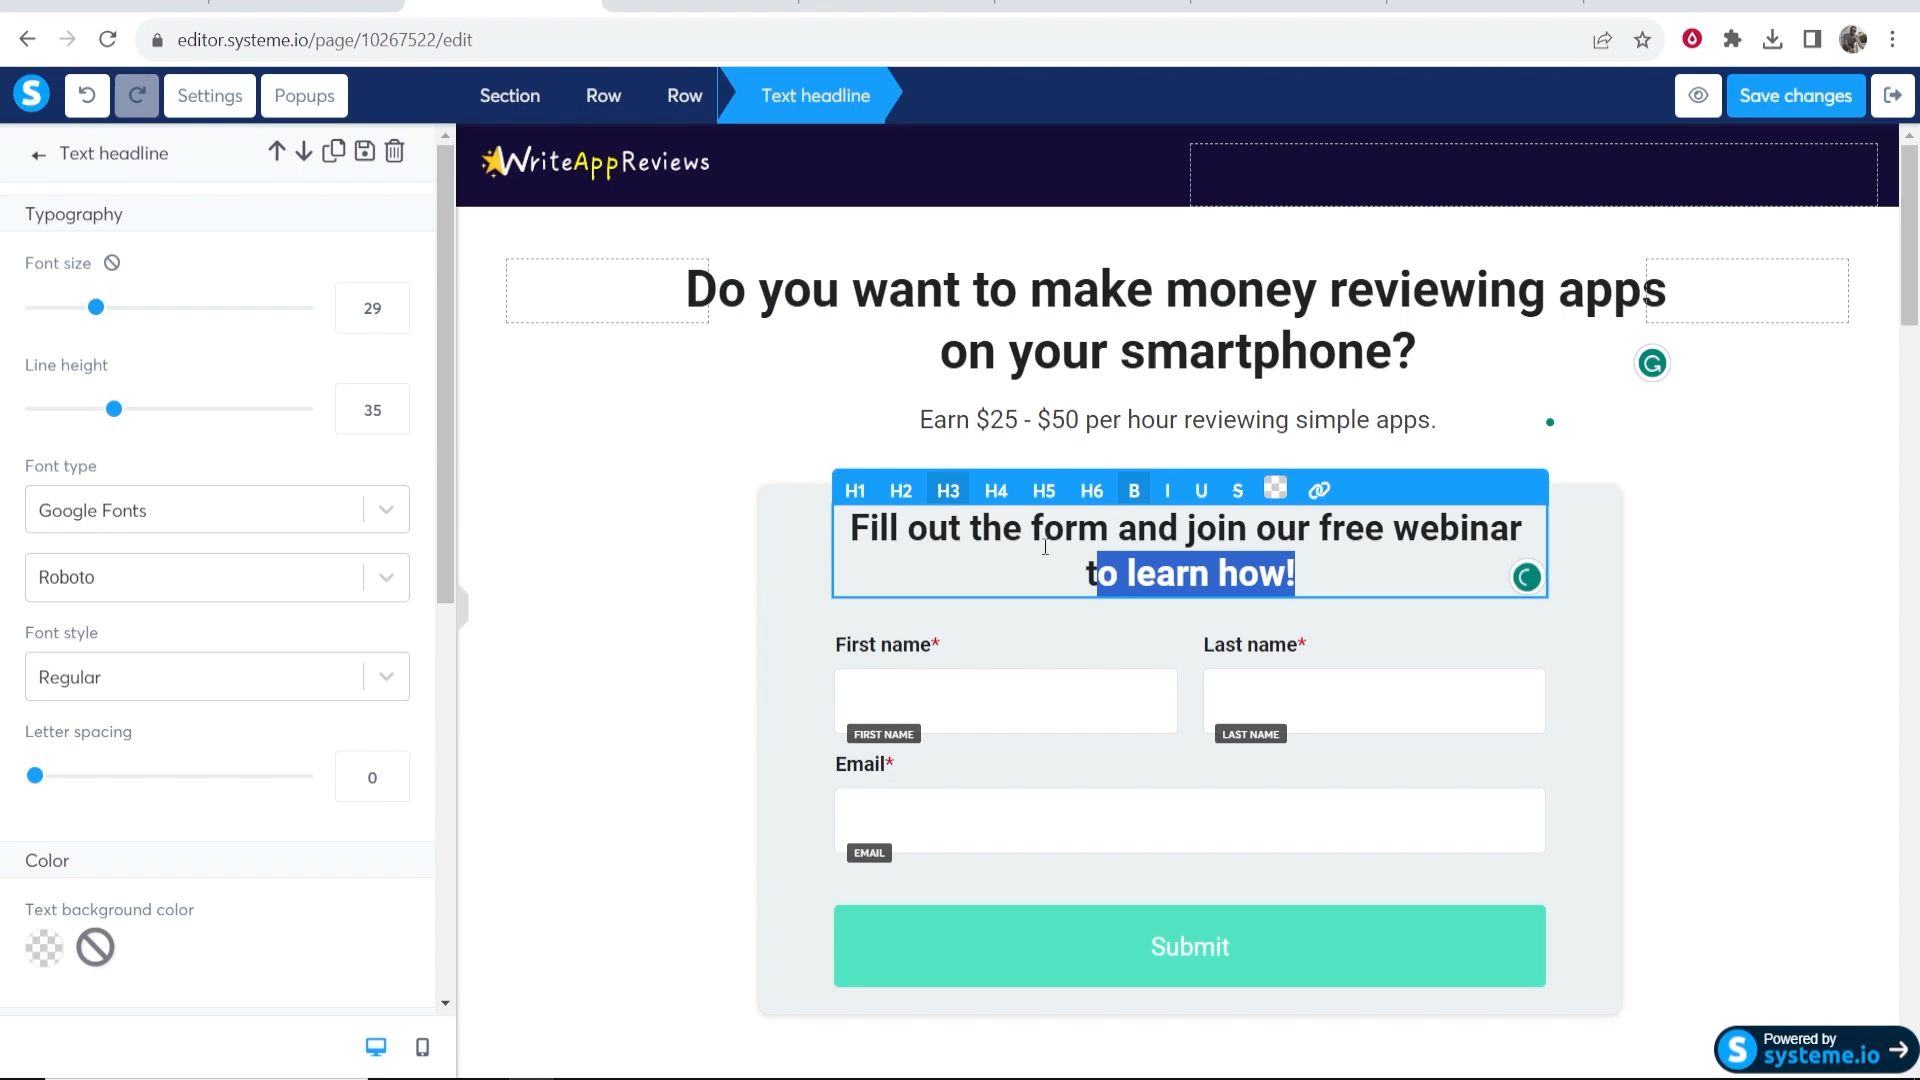 editor.systeme.io/page/10267522/edit
S
Settings
Popups
Section
Row
Row
Text headline
Save changes
Text headline
Typography
Font size
29
Line height
35
Font type
Google Fonts
Roboto
Font style
Regular
Letter spacing
0
Color
Text background color
WriteAppReviews
Do you want to make money reviewing apps
on your smartphone?
Earn $25 - $50 per hour reviewing simple apps.
H1 H2 H3 H4 H5 H6 B I U S
Fill out the form and join our free webinar
to learn how!
First name*
Last name*
FIRST NAME
LAST NAME
Email*
EMAIL
Submit
S
Powered by
systeme.io